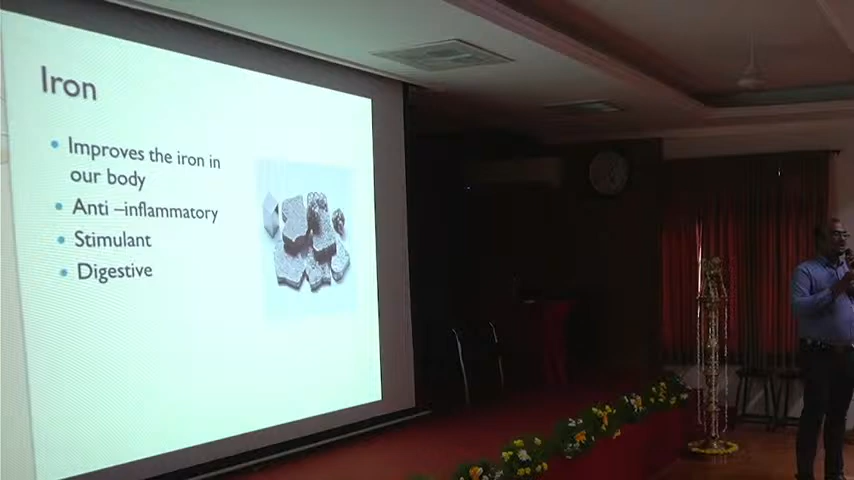 Iron
• Improves the iron in
our body
• Anti –inflammatory
• Stimulant
• Digestive